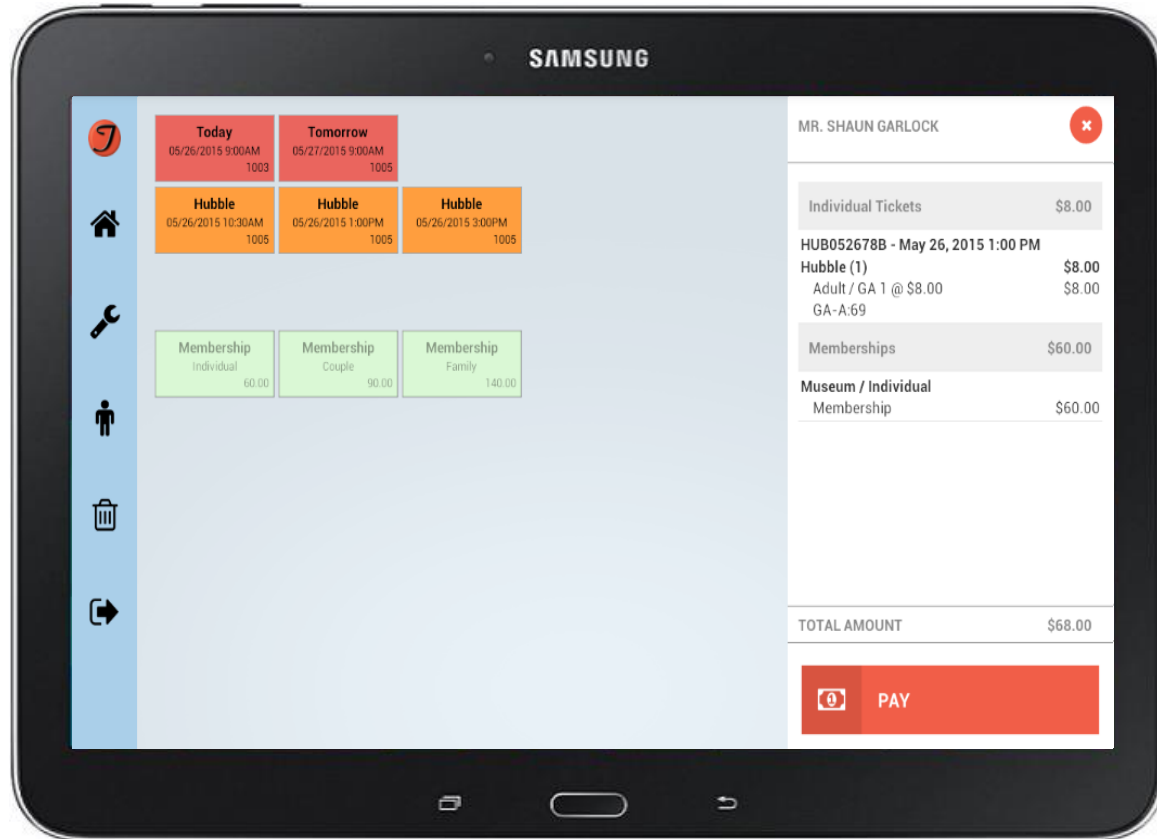 SAMSUNG
Today
05/26/2015 9:00AM
1003
Tomorrow
05/27/2015 9:00AM
1005
Hubble
05/26/2015 10:30AM
1005
Hubble
05/26/2015 1:00PM
1005
Hubble
05/26/2015 3:00PM
1005
Membership
Individual
60.00
Membership
Couple
90.00
Membership
Family
140.00
MR. SHAUN GARLOCK
Individual Tickets $8.00
HUB052678B - May 26, 2015 1:00 PM
Hubble (1) $8.00
Adult / GA 1 @ $8.00 $8.00
GA-A:69
Memberships $60.00
Museum / Individual
Membership $60.00
TOTAL AMOUNT $68.00
PAY